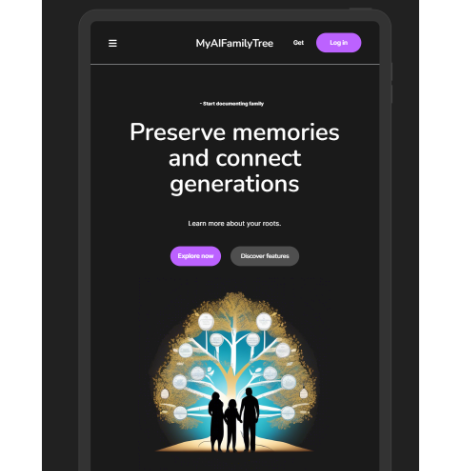 MyAIFamilyTree Get Log in
- Start documenting family
Preserve memories
and connect
generations
Learn more about your roots.
Explore now Discover features